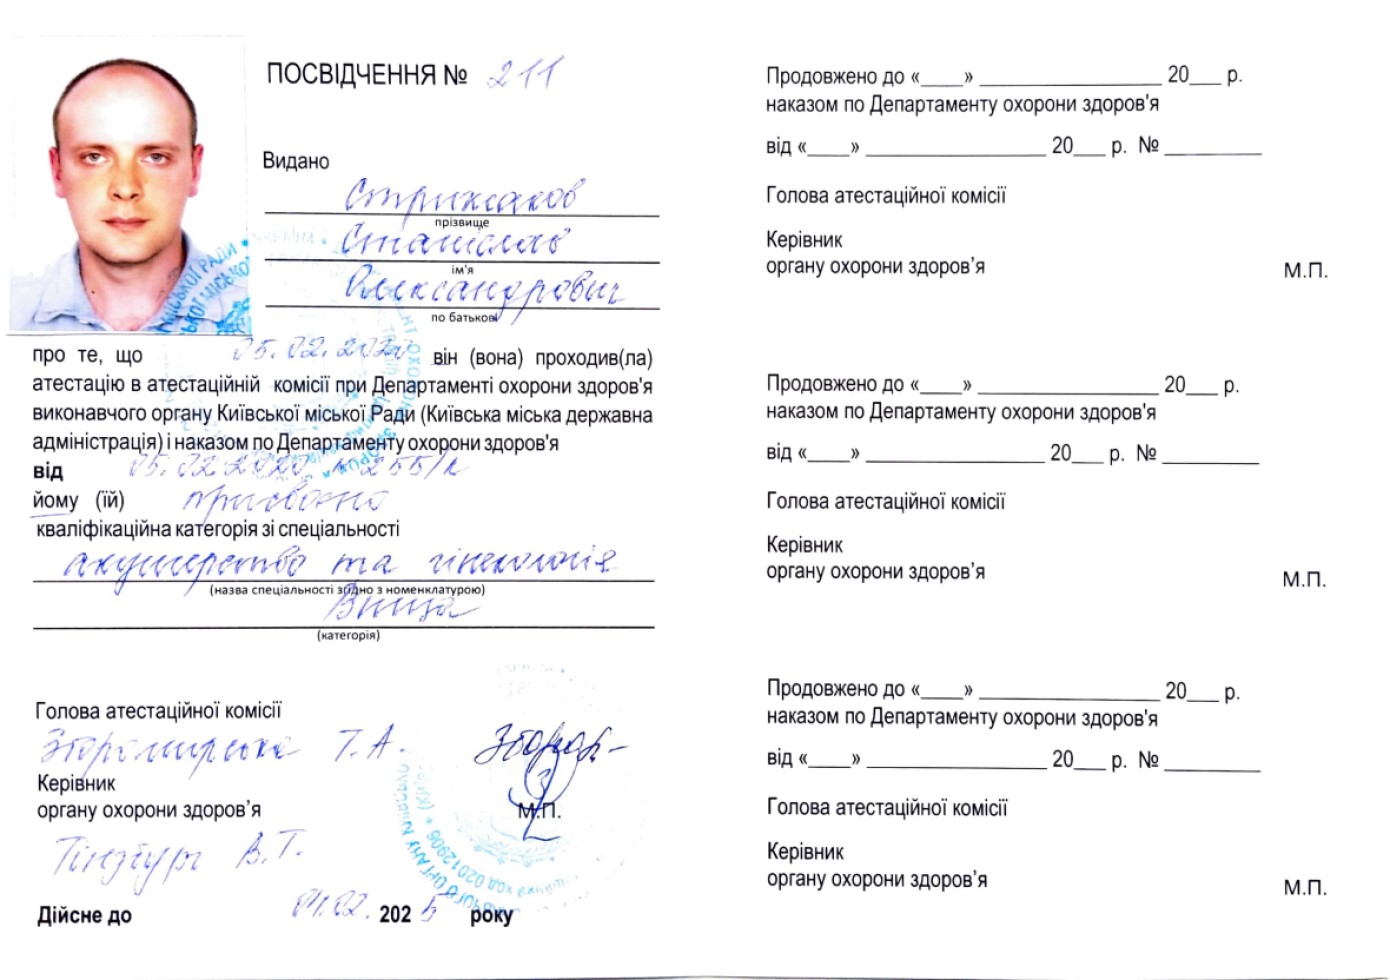 ПОСВІДЧЕННЯ № 211
Видано
Стрижаков
прізвище
Станіслав
ім'я
Олександрович
по батькові
про те, що 05.02.2020 він (вона) проходив(ла)
атестацію в атестаційній комісії при Департаменті охорони здоров'я
виконавчого органу Київської міської Ради (Київська міська державна
адміністрація) і наказом по Департаменту охорони здоров'я
від 05.02.2020 № 255/к
йому (їй) присвоєно
кваліфікаційна категорія зі спеціальності
акушерство та гінекологія
(назва спеціальності згідно з номенклатурою)
Вища
(категорія)
Голова атестаційної комісії
Т.А.
Керівник
органу охорони здоров’я
М.П.
Гінзбург В.Г.
Дійсне до 04.02. 2025 року
Продовжено до «____» ________________ 20___ р.
наказом по Департаменту охорони здоров'я
від «____» ________________ 20___ р. № _________
Голова атестаційної комісії
Керівник
органу охорони здоров’я
М.П.
Продовжено до «____» ________________ 20___ р.
наказом по Департаменту охорони здоров'я
від «____» ________________ 20___ р. № _________
Голова атестаційної комісії
Керівник
органу охорони здоров’я
М.П.
Продовжено до «____» ________________ 20___ р.
наказом по Департаменту охорони здоров'я
від «____» ________________ 20___ р. № _________
Голова атестаційної комісії
Керівник
органу охорони здоров’я
М.П.